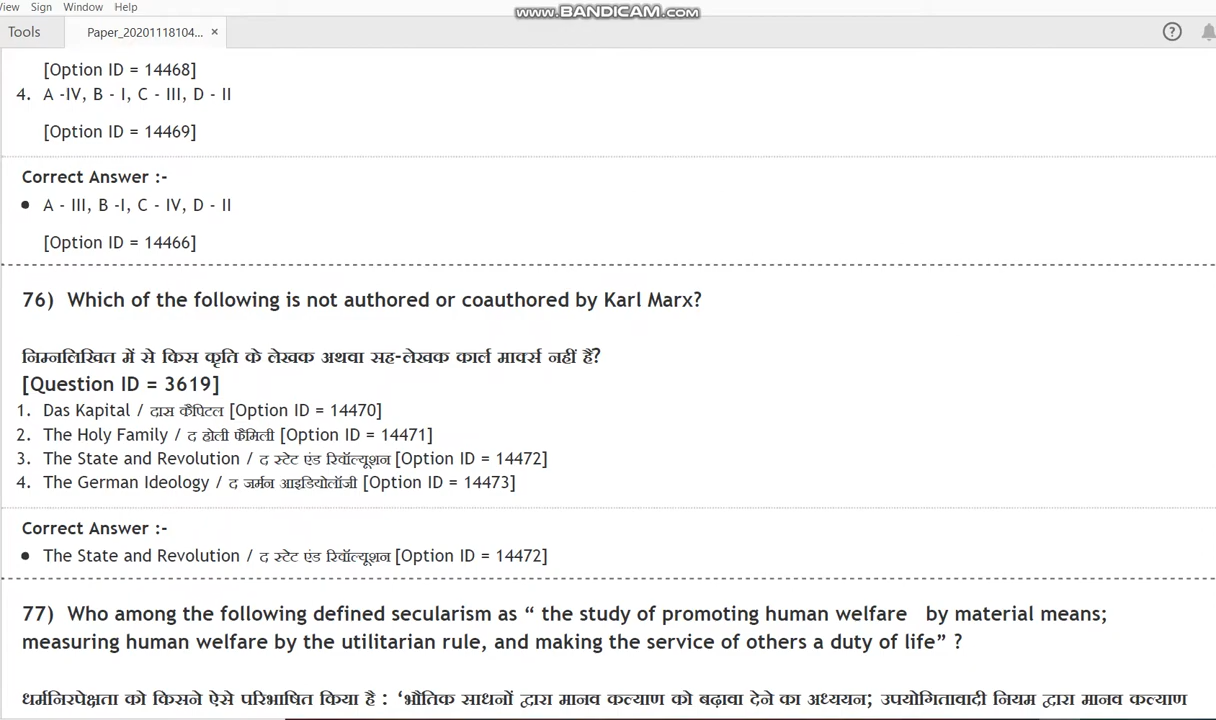 View Sign Window Help
www.BANDICAM.com
Tools Paper_20201118104... ×
[Option ID = 14468]
4. A -IV, B - I, C - III, D - II
[Option ID = 14469]
Correct Answer :-
• A - III, B -I, C - IV, D - II
[Option ID = 14466]
76) Which of the following is not authored or coauthored by Karl Marx?
निम्नलिखित में से किस कृति के लेखक अथवा सह-लेखक कार्ल मार्क्स नहीं हैं?
[Question ID = 3619]
1. Das Kapital / दास कैपिटल [Option ID = 14470]
2. The Holy Family / द होली फैमिली [Option ID = 14471]
3. The State and Revolution / द स्टेट एंड रिवॉल्यूशन [Option ID = 14472]
4. The German Ideology / द जर्मन आइडियोलॉजी [Option ID = 14473]
Correct Answer :-
• The State and Revolution / द स्टेट एंड रिवॉल्यूशन [Option ID = 14472]
77) Who among the following defined secularism as “ the study of promoting human welfare by material means;
measuring human welfare by the utilitarian rule, and making the service of others a duty of life” ?
धर्मनिरपेक्षता को किसने ऐसे परिभाषित किया है : ‘भौतिक साधनों द्वारा मानव कल्याण को बढ़ावा देने का अध्ययन; उपयोगितावादी नियम द्वारा मानव कल्याण